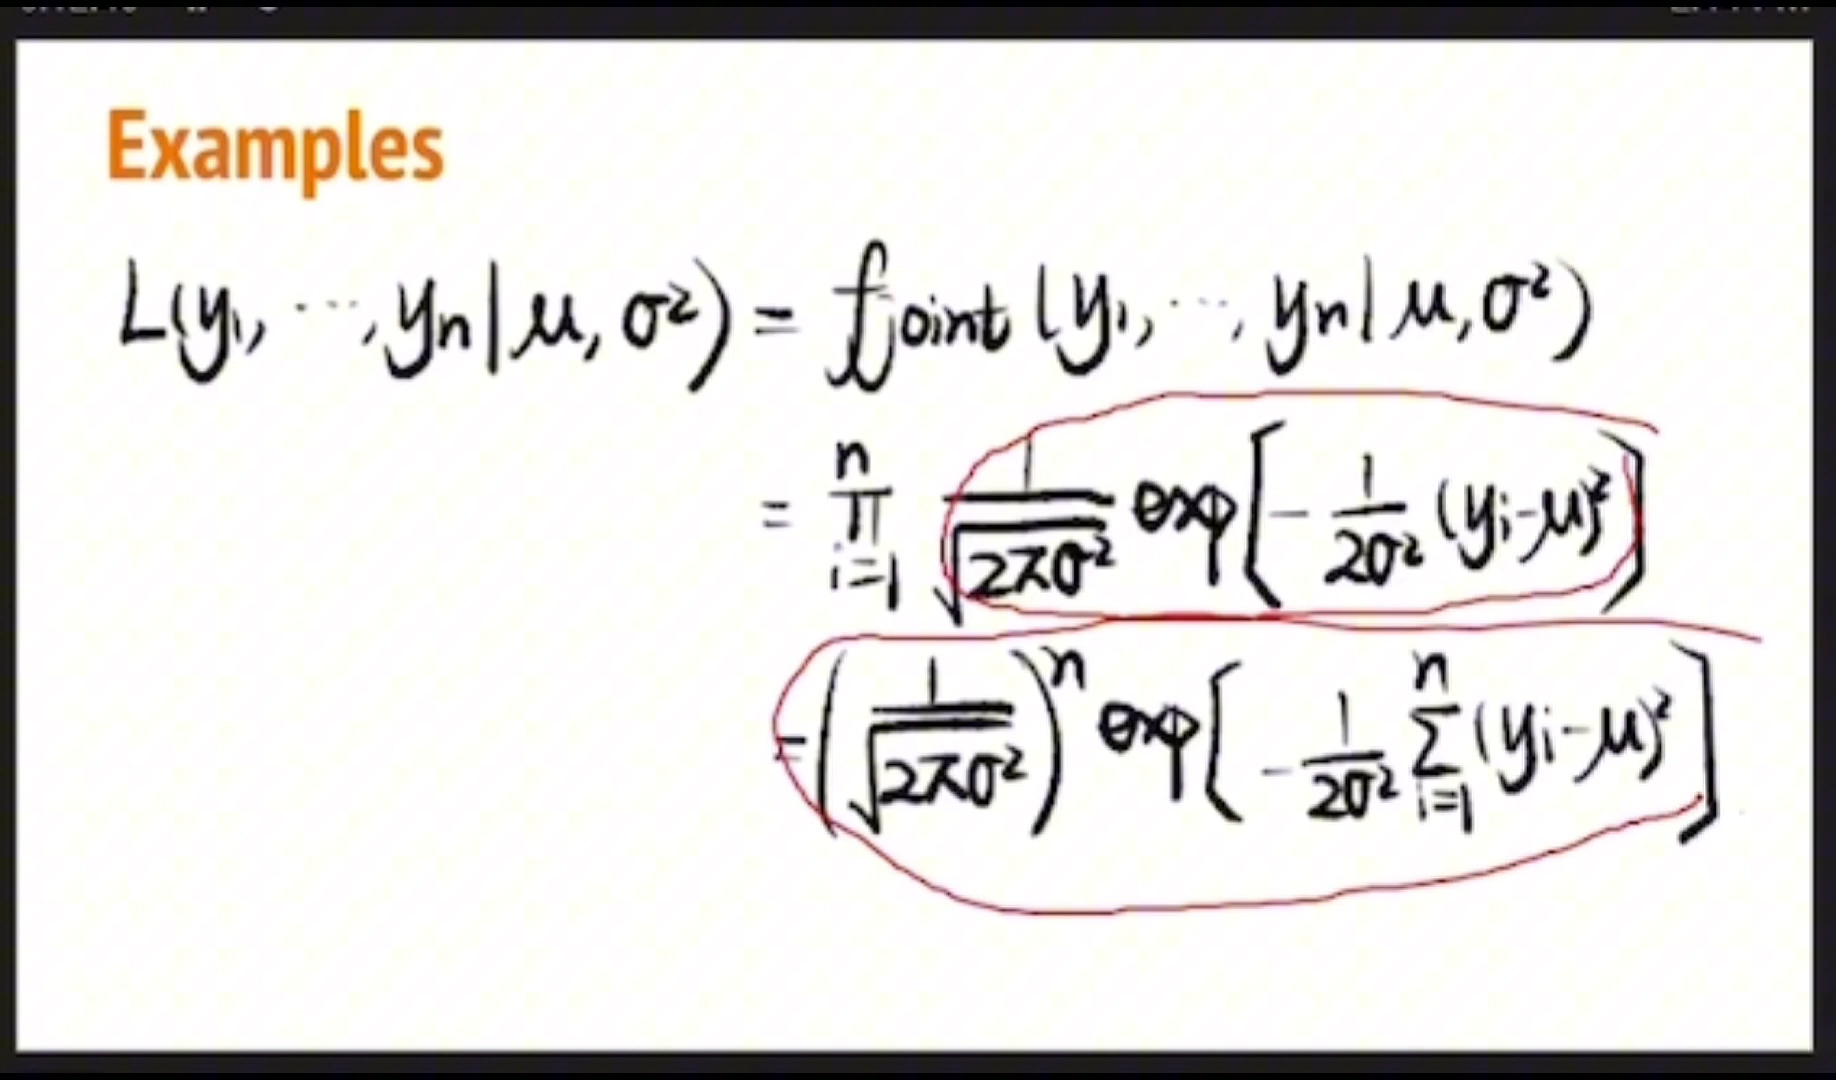 Examples
L(y₁, ⋯, yₙ | μ, σ²) = fJoint (y₁, ⋯, yₙ | μ, σ²)
= ∏ᵢ₌₁ⁿ 1/√(2πσ²) exp[ - 1/(2σ²) (yᵢ-μ)² ]
= (1/√(2πσ²))ⁿ exp[ - 1/(2σ²) ∑ᵢ₌₁ⁿ (yᵢ-μ)² ]